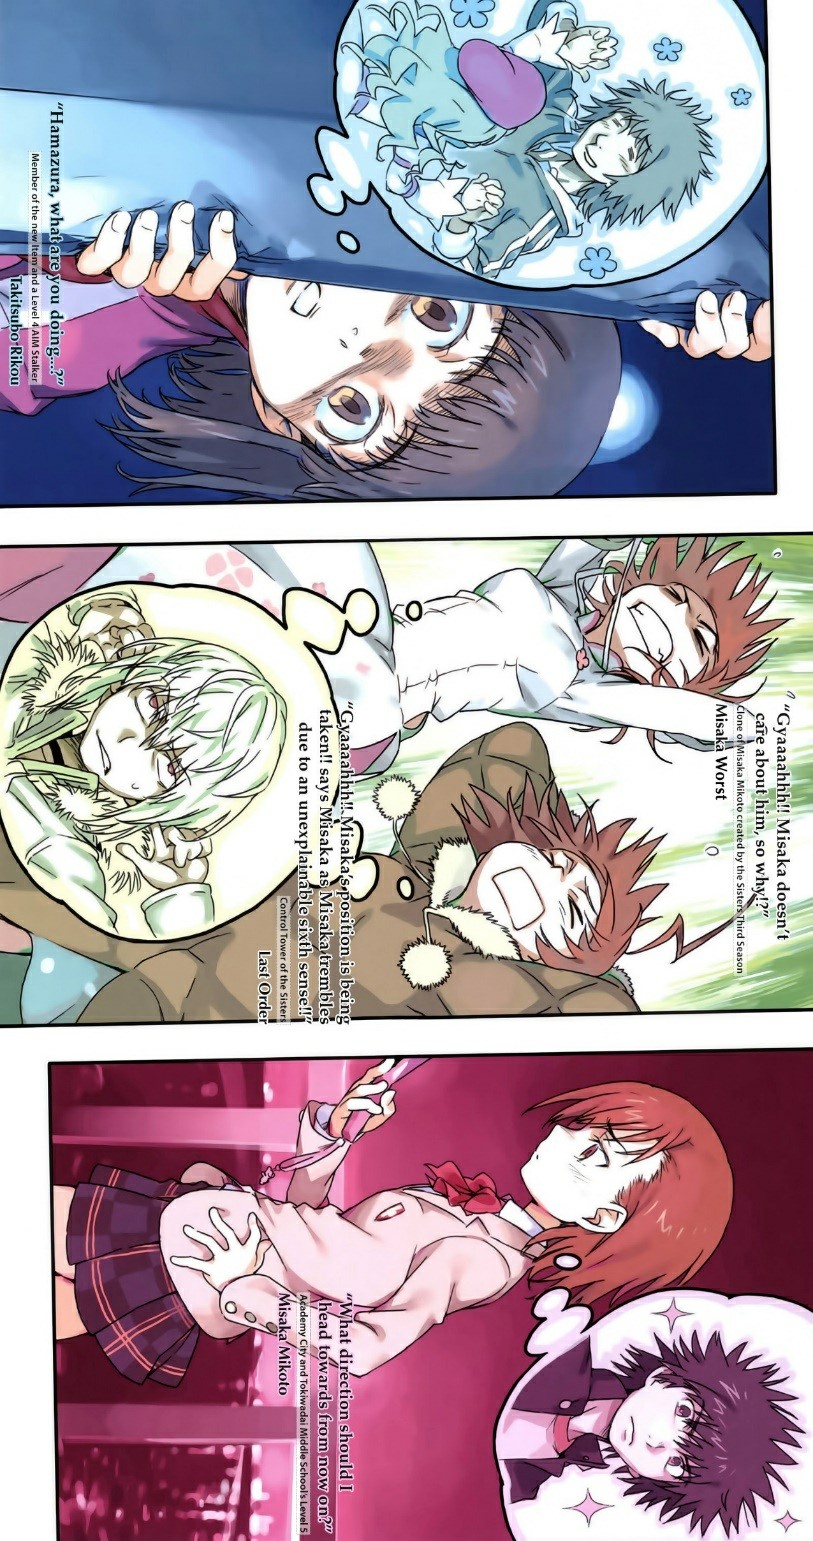 "Hamazura, what are you doing...?"
Member of the new Item and a Level 4 AIM Stalker
Takitsubo Rikou
"Gyaaaahhh!! Misaka doesn't
care about him, so why!?"
Clone of Misaka Mikoto created by the Sisters Third Season
Misaka Worst
"Gyaaaahhh!! Misaka's position is being
taken!! says Misaka as Misaka trembles
due to an unexplainable sixth sense!!"
Control Tower of the Sisters
Last Order
"What direction should I
head towards from now on?"
Academy City and Tokiwadai Middle School's Level 5
Misaka Mikoto